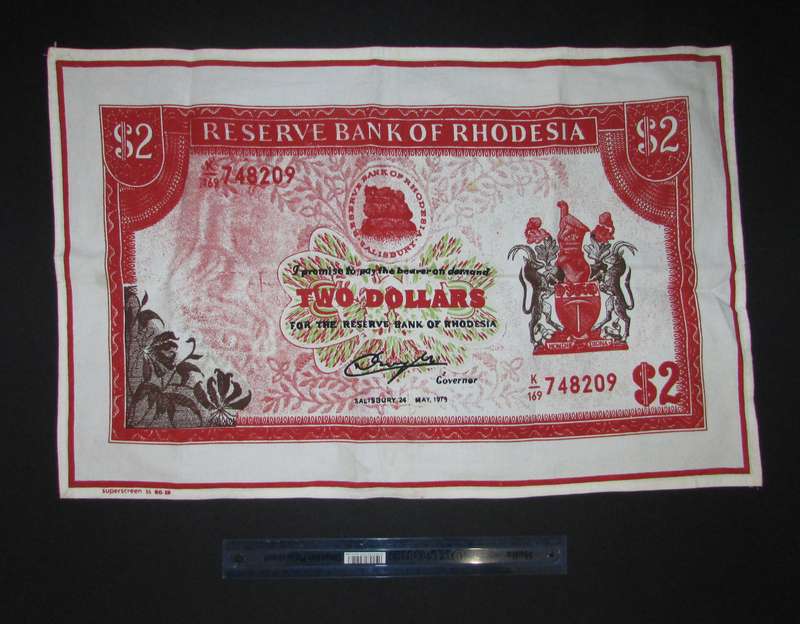 $2
RESERVE BANK OF RHODESIA
$2
K/169 748209
RESERVE BANK OF RHODESIA
SALISBURY
I promise to pay the bearer on demand
TWO DOLLARS
FOR THE RESERVE BANK OF RHODESIA
Governor
SALISBURY 24 MAY, 1979
K/169 748209
$2
superscreen